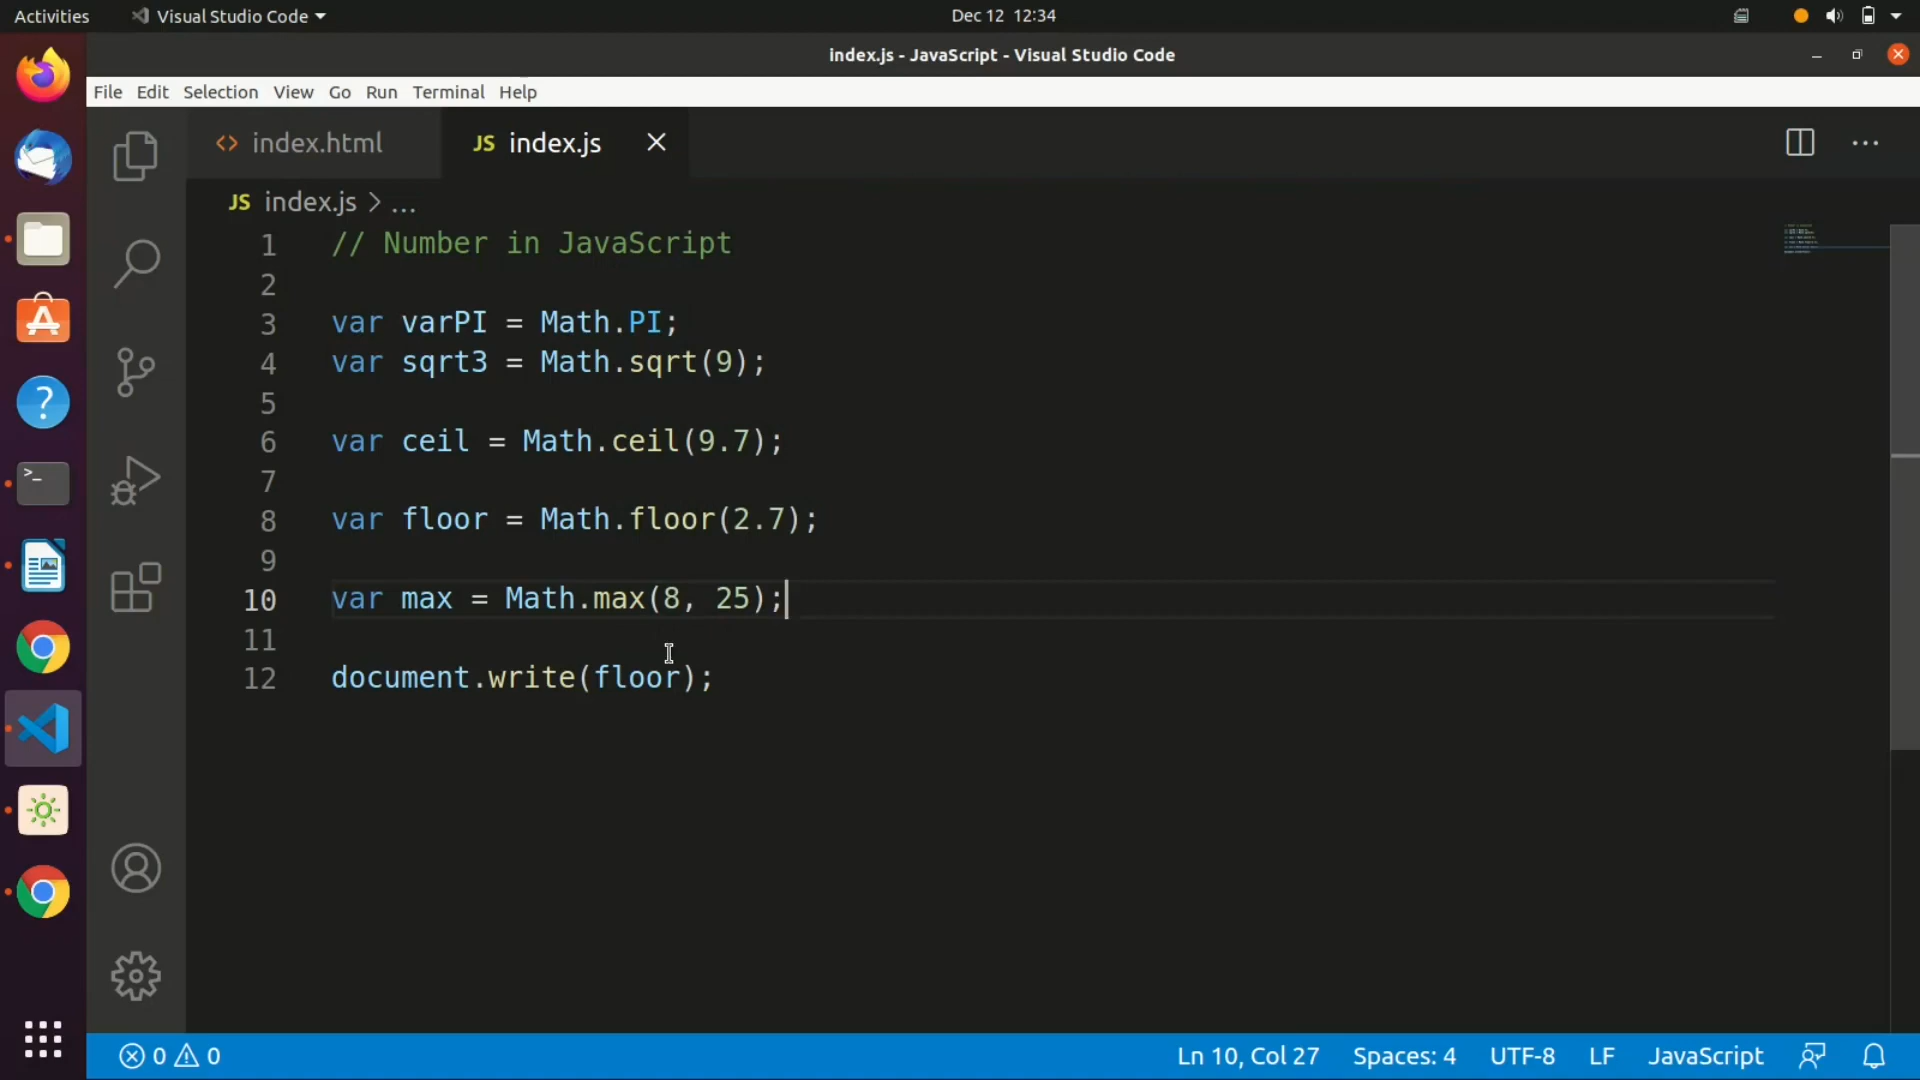 Activities
Visual Studio Code
Dec 12 12:34
index.js - JavaScript - Visual Studio Code
File Edit Selection View Go Run Terminal Help
<> index.html
JS index.js
JS index.js > ...
1 // Number in JavaScript
2
3 var varPI = Math.PI;
4 var sqrt3 = Math.sqrt(9);
5
6 var ceil = Math.ceil(9.7);
7
8 var floor = Math.floor(2.7);
9
10 var max = Math.max(8, 25);
11
12 document.write(floor);
0 0
Ln 10, Col 27 Spaces: 4 UTF-8 LF JavaScript